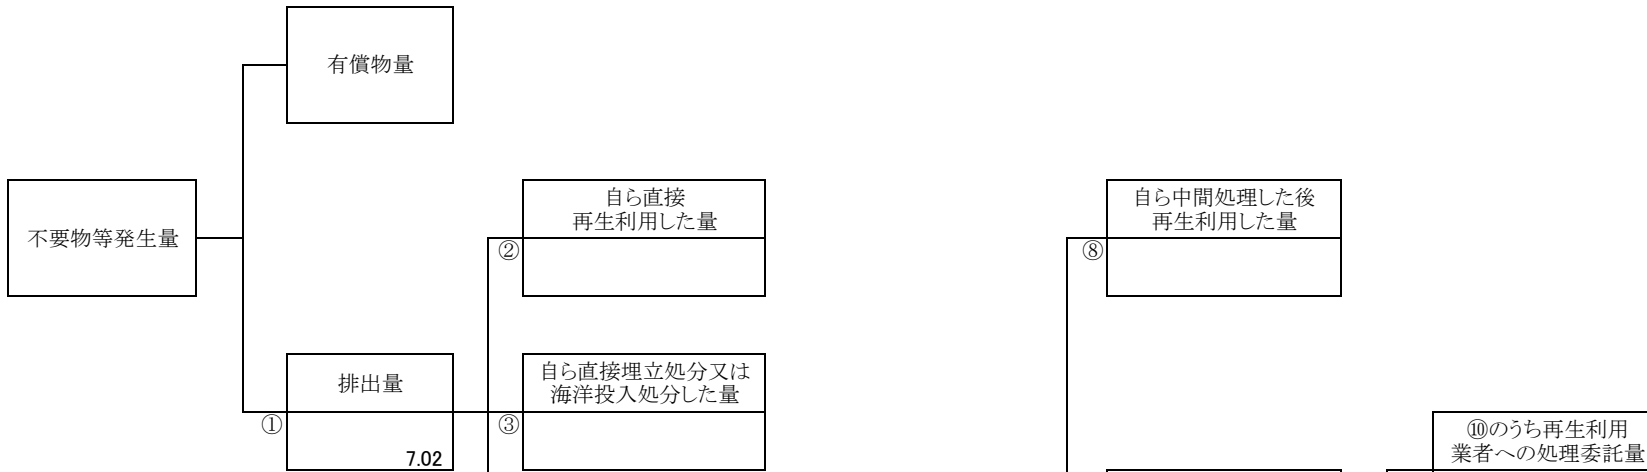 有償物量
不要物等発生量
自ら直接
再生利用した量
②
自ら中間処理した後
再生利用した量
⑧
排出量
①
7.02
自ら直接埋立処分又は
海洋投入処分した量
③
⑩のうち再生利用
業者への処理委託量